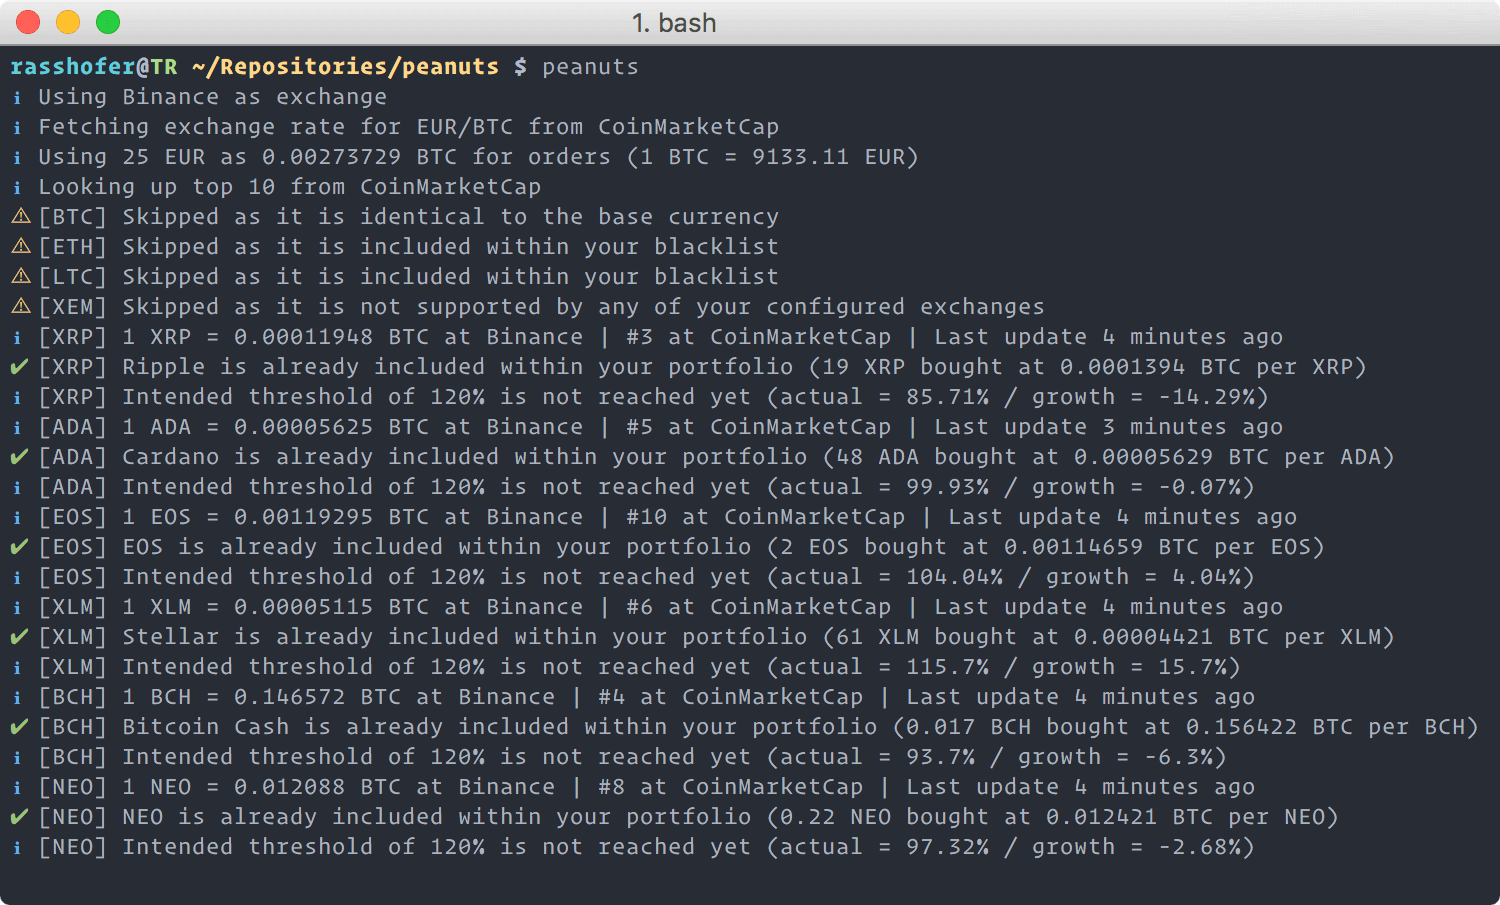 1. bash
rasshofer@TR ~/Repositories/peanuts $ peanuts
i Using Binance as exchange
i Fetching exchange rate for EUR/BTC from CoinMarketCap
i Using 25 EUR as 0.00273729 BTC for orders (1 BTC = 9133.11 EUR)
i Looking up top 10 from CoinMarketCap
⚠ [BTC] Skipped as it is identical to the base currency
⚠ [ETH] Skipped as it is included within your blacklist
⚠ [LTC] Skipped as it is included within your blacklist
⚠ [XEM] Skipped as it is not supported by any of your configured exchanges
i [XRP] 1 XRP = 0.00011948 BTC at Binance | #3 at CoinMarketCap | Last update 4 minutes ago
✔ [XRP] Ripple is already included within your portfolio (19 XRP bought at 0.0001394 BTC per XRP)
i [XRP] Intended threshold of 120% is not reached yet (actual = 85.71% / growth = -14.29%)
i [ADA] 1 ADA = 0.00005625 BTC at Binance | #5 at CoinMarketCap | Last update 3 minutes ago
✔ [ADA] Cardano is already included within your portfolio (48 ADA bought at 0.00005629 BTC per ADA)
i [ADA] Intended threshold of 120% is not reached yet (actual = 99.93% / growth = -0.07%)
i [EOS] 1 EOS = 0.00119295 BTC at Binance | #10 at CoinMarketCap | Last update 4 minutes ago
✔ [EOS] EOS is already included within your portfolio (2 EOS bought at 0.00114659 BTC per EOS)
i [EOS] Intended threshold of 120% is not reached yet (actual = 104.04% / growth = 4.04%)
i [XLM] 1 XLM = 0.00005115 BTC at Binance | #6 at CoinMarketCap | Last update 4 minutes ago
✔ [XLM] Stellar is already included within your portfolio (61 XLM bought at 0.00004421 BTC per XLM)
i [XLM] Intended threshold of 120% is not reached yet (actual = 115.7% / growth = 15.7%)
i [BCH] 1 BCH = 0.146572 BTC at Binance | #4 at CoinMarketCap | Last update 4 minutes ago
✔ [BCH] Bitcoin Cash is already included within your portfolio (0.017 BCH bought at 0.156422 BTC per BCH)
i [BCH] Intended threshold of 120% is not reached yet (actual = 93.7% / growth = -6.3%)
i [NEO] 1 NEO = 0.012088 BTC at Binance | #8 at CoinMarketCap | Last update 4 minutes ago
✔ [NEO] NEO is already included within your portfolio (0.22 NEO bought at 0.012421 BTC per NEO)
i [NEO] Intended threshold of 120% is not reached yet (actual = 97.32% / growth = -2.68%)